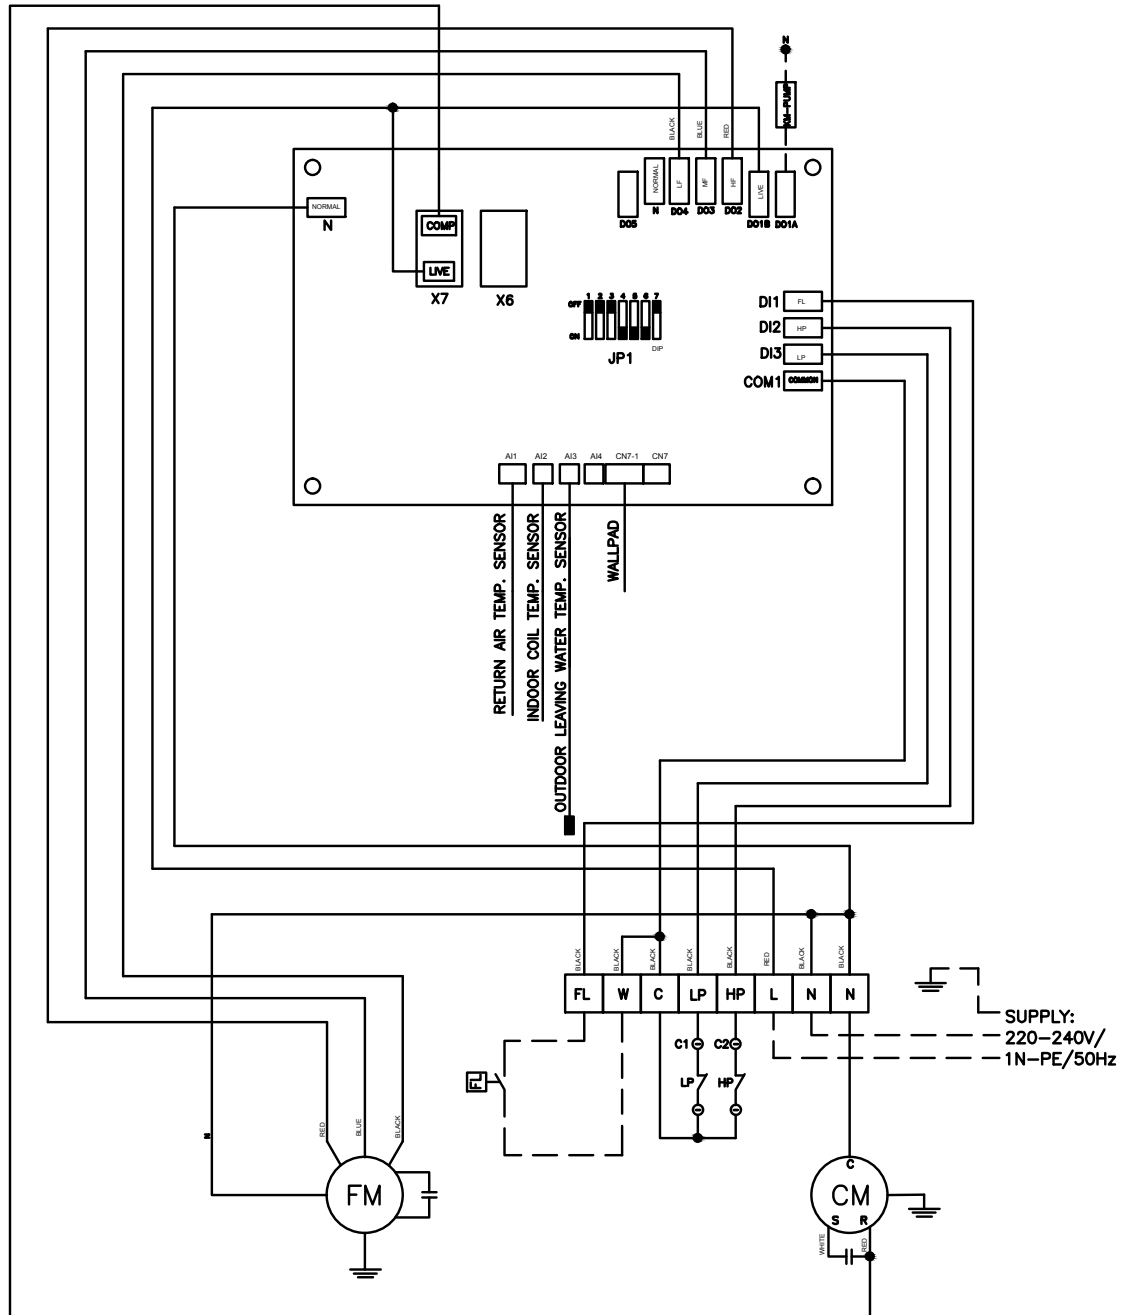 N
KM-PUMP
BLACK
BLUE
RED
NORMAL
N
COMP
LIVE
X7
X6
DO5
NORMAL
N
LF
DO4
MF
DO3
HF
DO2
LIVE
DO1B
DO1A
1 2 3 4 5 6 7
OFF
ON
DIP
JP1
DI1 FL
DI2 HP
DI3 LP
COM1 COMMON
AI1 AI2 AI3 AI4 CN7-1 CN7
RETURN AIR TEMP. SENSOR
INDOOR COIL TEMP. SENSOR
OUTDOOR LEAVING WATER TEMP. SENSOR
WALLPAD
BLACK
BLACK
BLACK
BLACK
BLACK
RED
BLACK
BLACK
FL W C LP HP L N N
SUPPLY:
220-240V/
1N-PE/50Hz
C1
C2
FL
LP
HP
N
RED
BLUE
BLACK
FM
C
CM
S
R
WHITE
RED